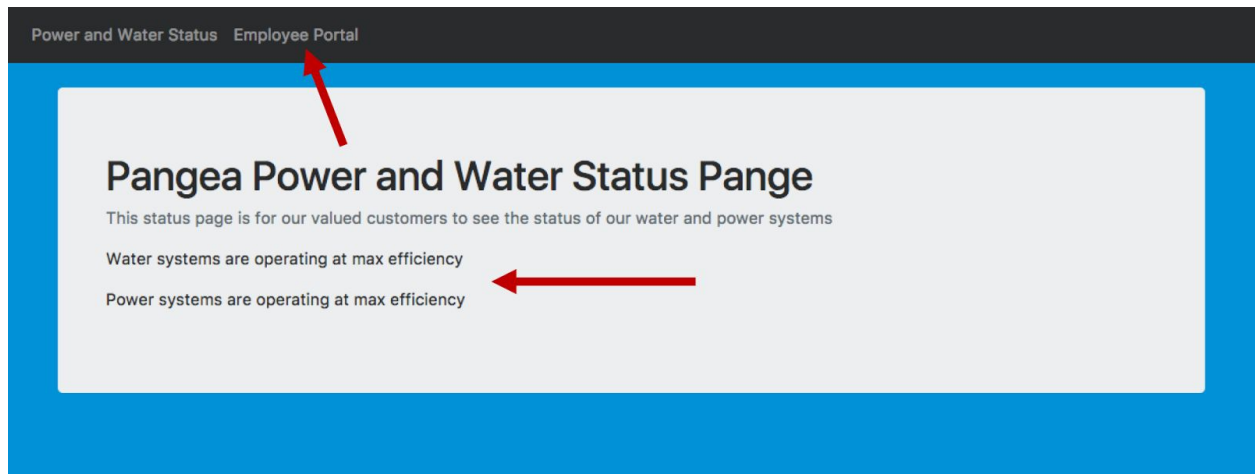 Power and Water Status Employee Portal
Pangea Power and Water Status Pange
This status page is for our valued customers to see the status of our water and power systems
Water systems are operating at max efficiency
Power systems are operating at max efficiency